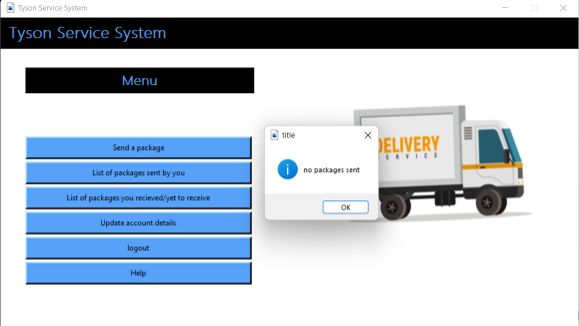 Tyson Service System
Tyson Service System
Menu
Send a package
List of packages sent by you
List of packages you recieved/yet to receive
Update account details
logout
Help
title
no packages sent
OK
DELIVERY
SERVICE